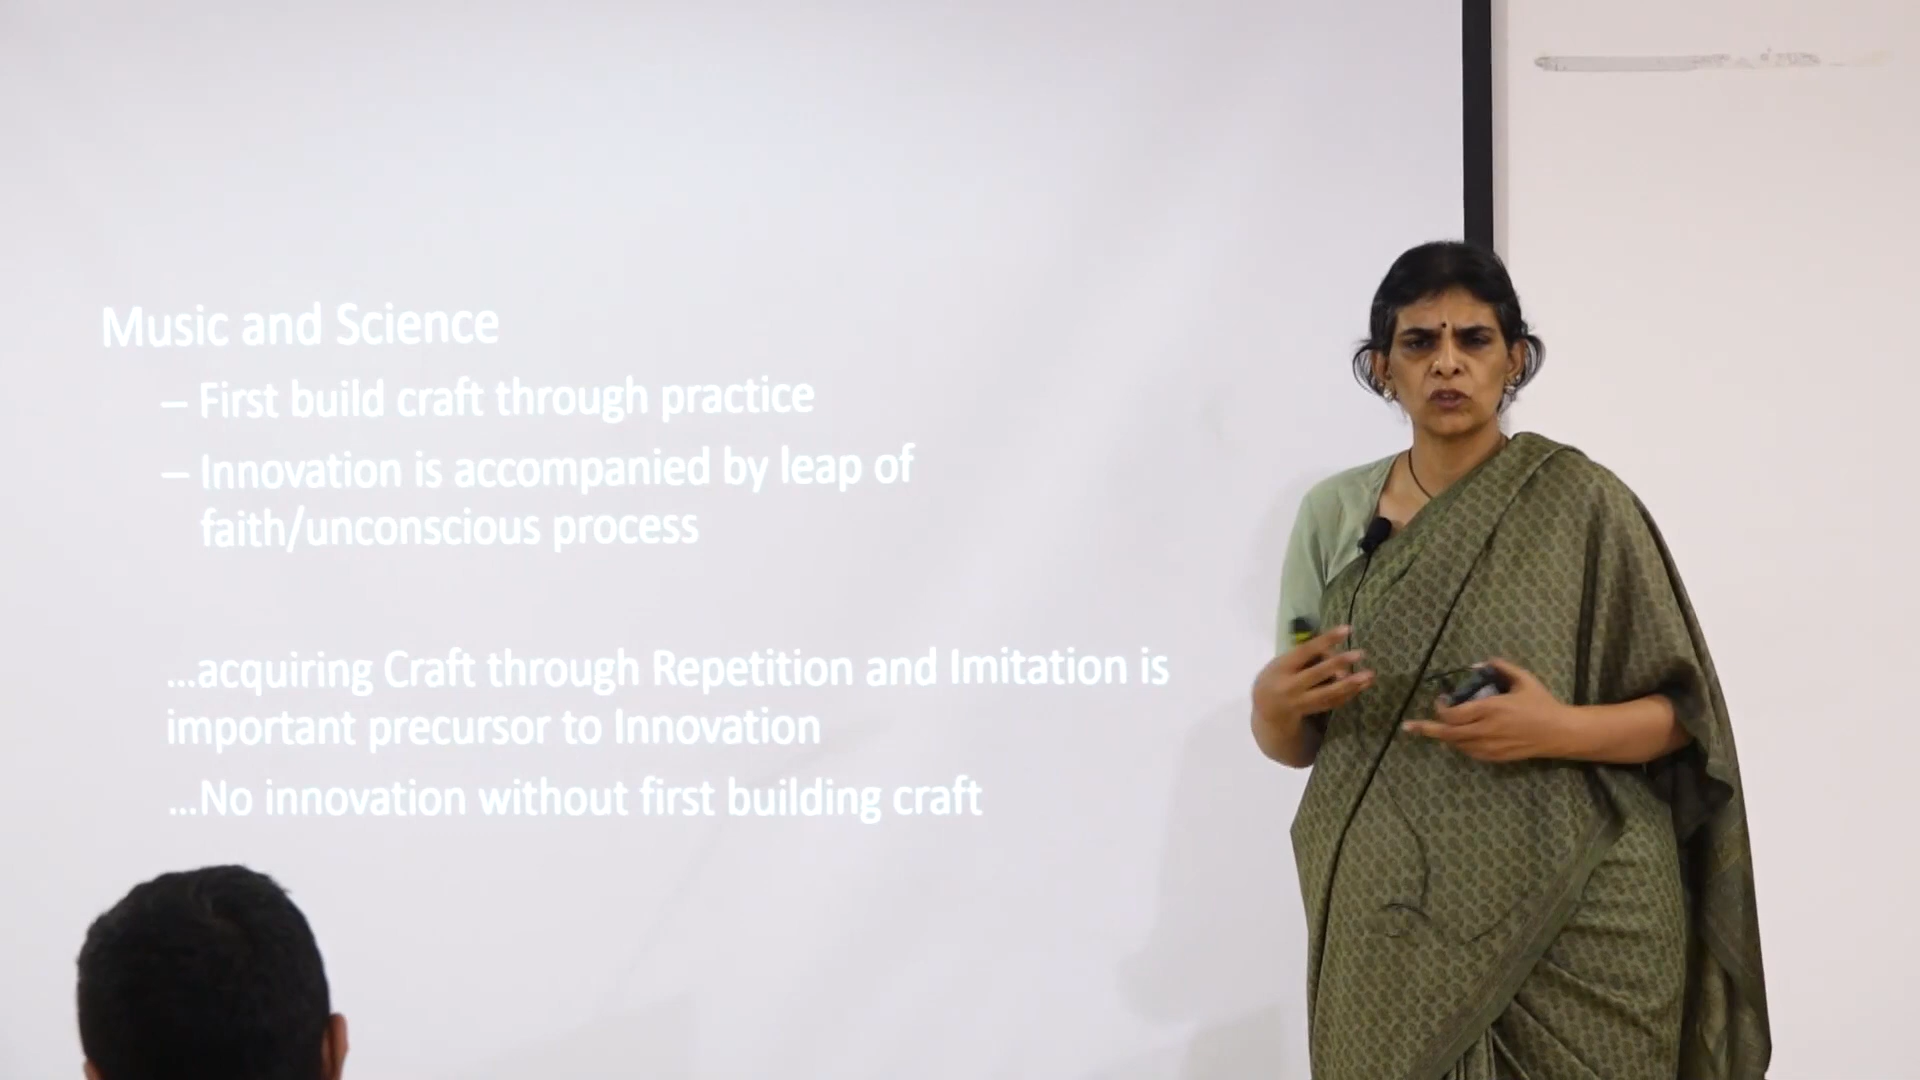 Music and Science
– First build craft through practice
– Innovation is accompanied by leap of
faith/unconscious process
...acquiring Craft through Repetition and Imitation is
important precursor to Innovation
...No innovation without first building craft